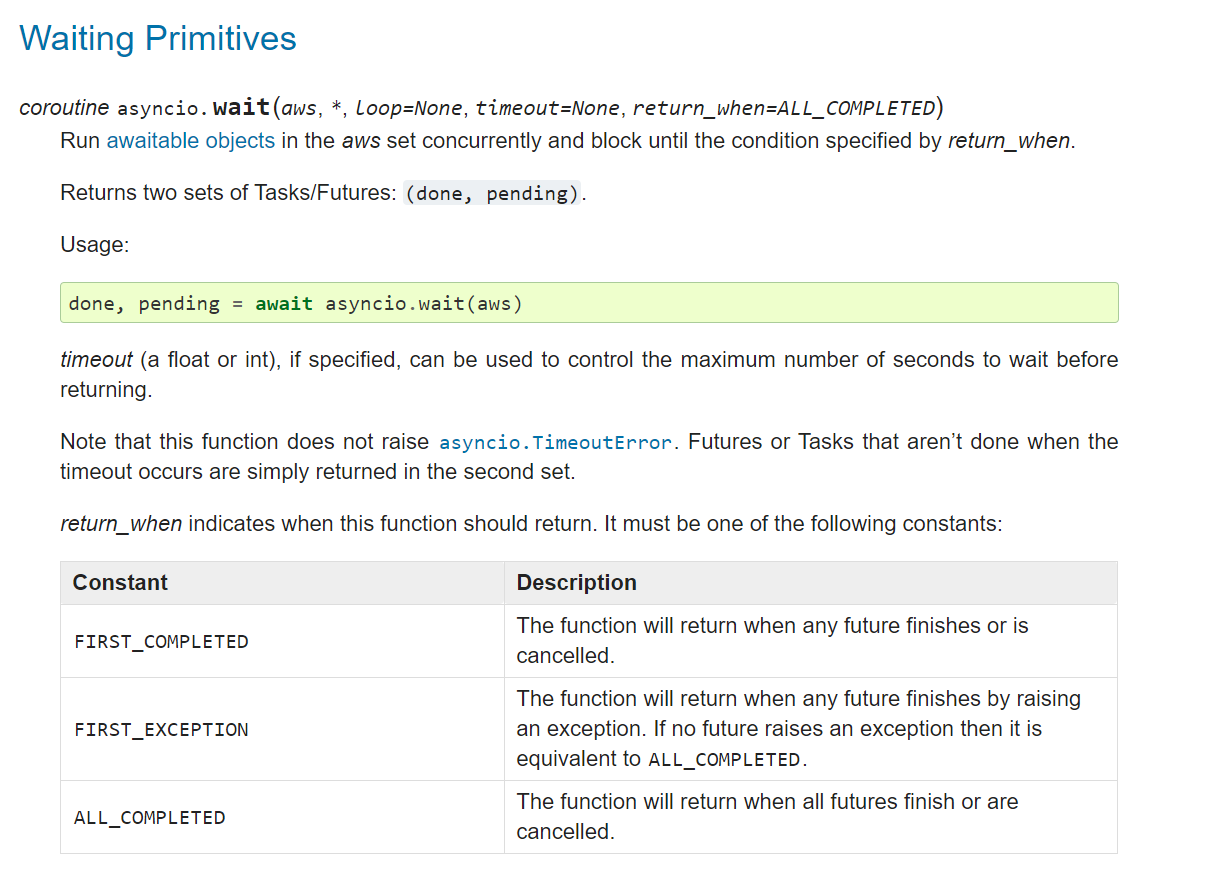 Waiting Primitives
coroutine asyncio.wait(aws, *, loop=None, timeout=None, return_when=ALL_COMPLETED)
Run awaitable objects in the aws set concurrently and block until the condition specified by return_when.
Returns two sets of Tasks/Futures: (done, pending).
Usage:
done, pending = await asyncio.wait(aws)
timeout (a float or int), if specified, can be used to control the maximum number of seconds to wait before
returning.
Note that this function does not raise asyncio.TimeoutError. Futures or Tasks that aren’t done when the
timeout occurs are simply returned in the second set.
return_when indicates when this function should return. It must be one of the following constants:
Constant Description
FIRST_COMPLETED
The function will return when any future finishes or is
cancelled.
FIRST_EXCEPTION
The function will return when any future finishes by raising
an exception. If no future raises an exception then it is
equivalent to ALL_COMPLETED.
ALL_COMPLETED
The function will return when all futures finish or are
cancelled.